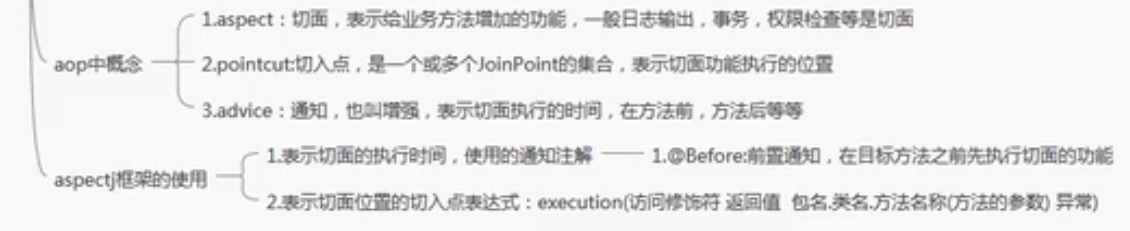 1.aspect：切面，表示给业务方法增加的功能，一般日志输出，事务，权限检查等是切面
aop中概念
2.pointcut:切入点，是一个或多个JoinPoint的集合，表示切面功能执行的位置
3.advice：通知，也叫增强，表示切面执行的时间，在方法前，方法后等等
1.表示切面的执行时间，使用的通知注解
1.@Before:前置通知，在目标方法之前先执行切面的功能
aspectj框架的使用
2.表示切面位置的切入点表达式：execution(访问修饰符 返回值 包名.类名.方法名称(方法的参数) 异常)